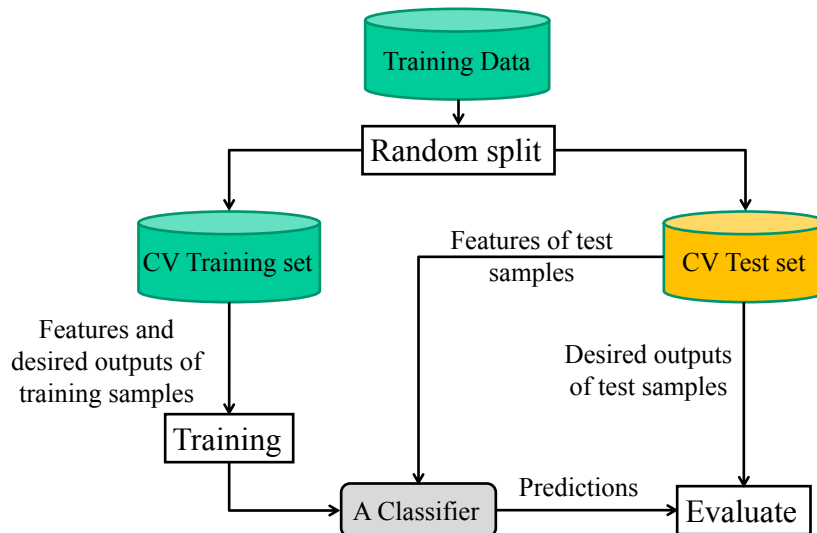 Training Data
Random split
CV Training set
Features of test
samples
CV Test set
Features and
desired outputs of
training samples
Desired outputs
of test samples
Training
A Classifier
Predictions
Evaluate